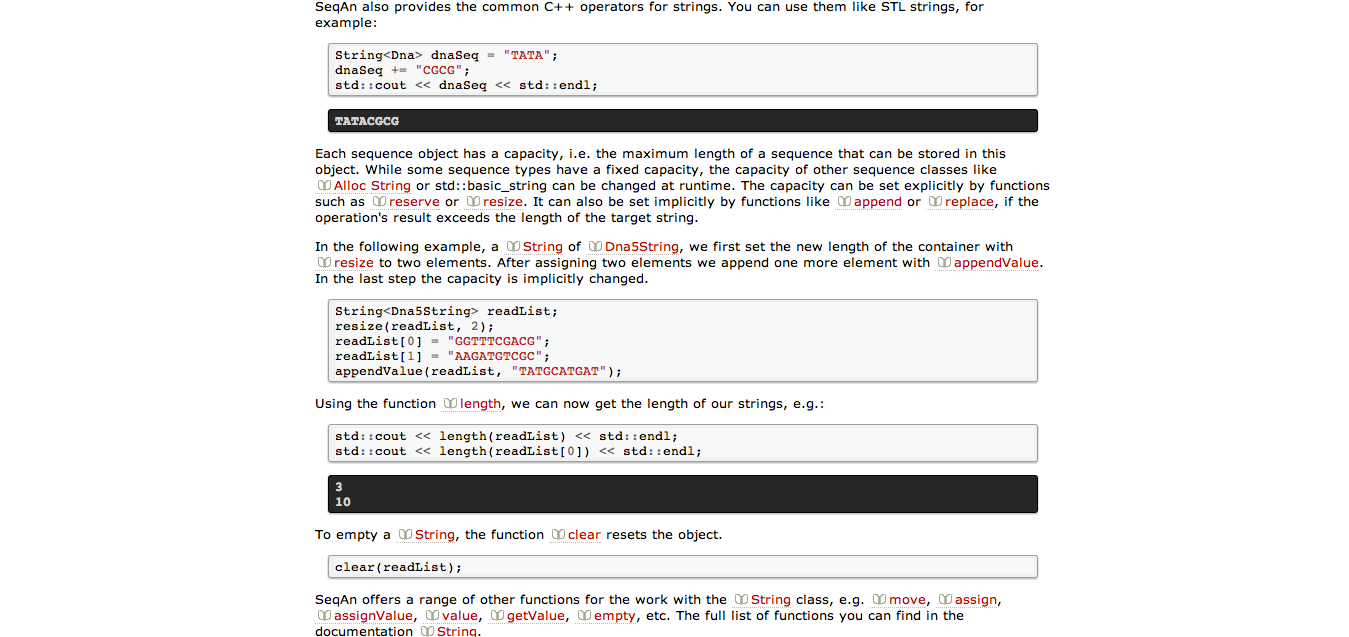 SeqAn also provides the common C++ operators for strings. You can use them like STL strings, for
example:
String<Dna> dnaSeq = "TATA";
dnaSeq += "CGCG";
std::cout << dnaSeq << std::endl;
TATACGCG
Each sequence object has a capacity, i.e. the maximum length of a sequence that can be stored in this
object. While some sequence types have a fixed capacity, the capacity of other sequence classes like
Alloc String or std::basic_string can be changed at runtime. The capacity can be set explicitly by functions
such as reserve or resize. It can also be set implicitly by functions like append or replace, if the
operation's result exceeds the length of the target string.
In the following example, a String of Dna5String, we first set the new length of the container with
resize to two elements. After assigning two elements we append one more element with appendValue.
In the last step the capacity is implicitly changed.
String<Dna5String> readList;
resize(readList, 2);
readList[0] = "GGTTTCGACG";
readList[1] = "AAGATGTCGC";
appendValue(readList, "TATGCATGAT");
Using the function length, we can now get the length of our strings, e.g.:
std::cout << length(readList) << std::endl;
std::cout << length(readList[0]) << std::endl;
3
10
To empty a String, the function clear resets the object.
clear(readList);
SeqAn offers a range of other functions for the work with the String class, e.g. move, assign,
assignValue, value, getValue, empty, etc. The full list of functions you can find in the
documentation String.